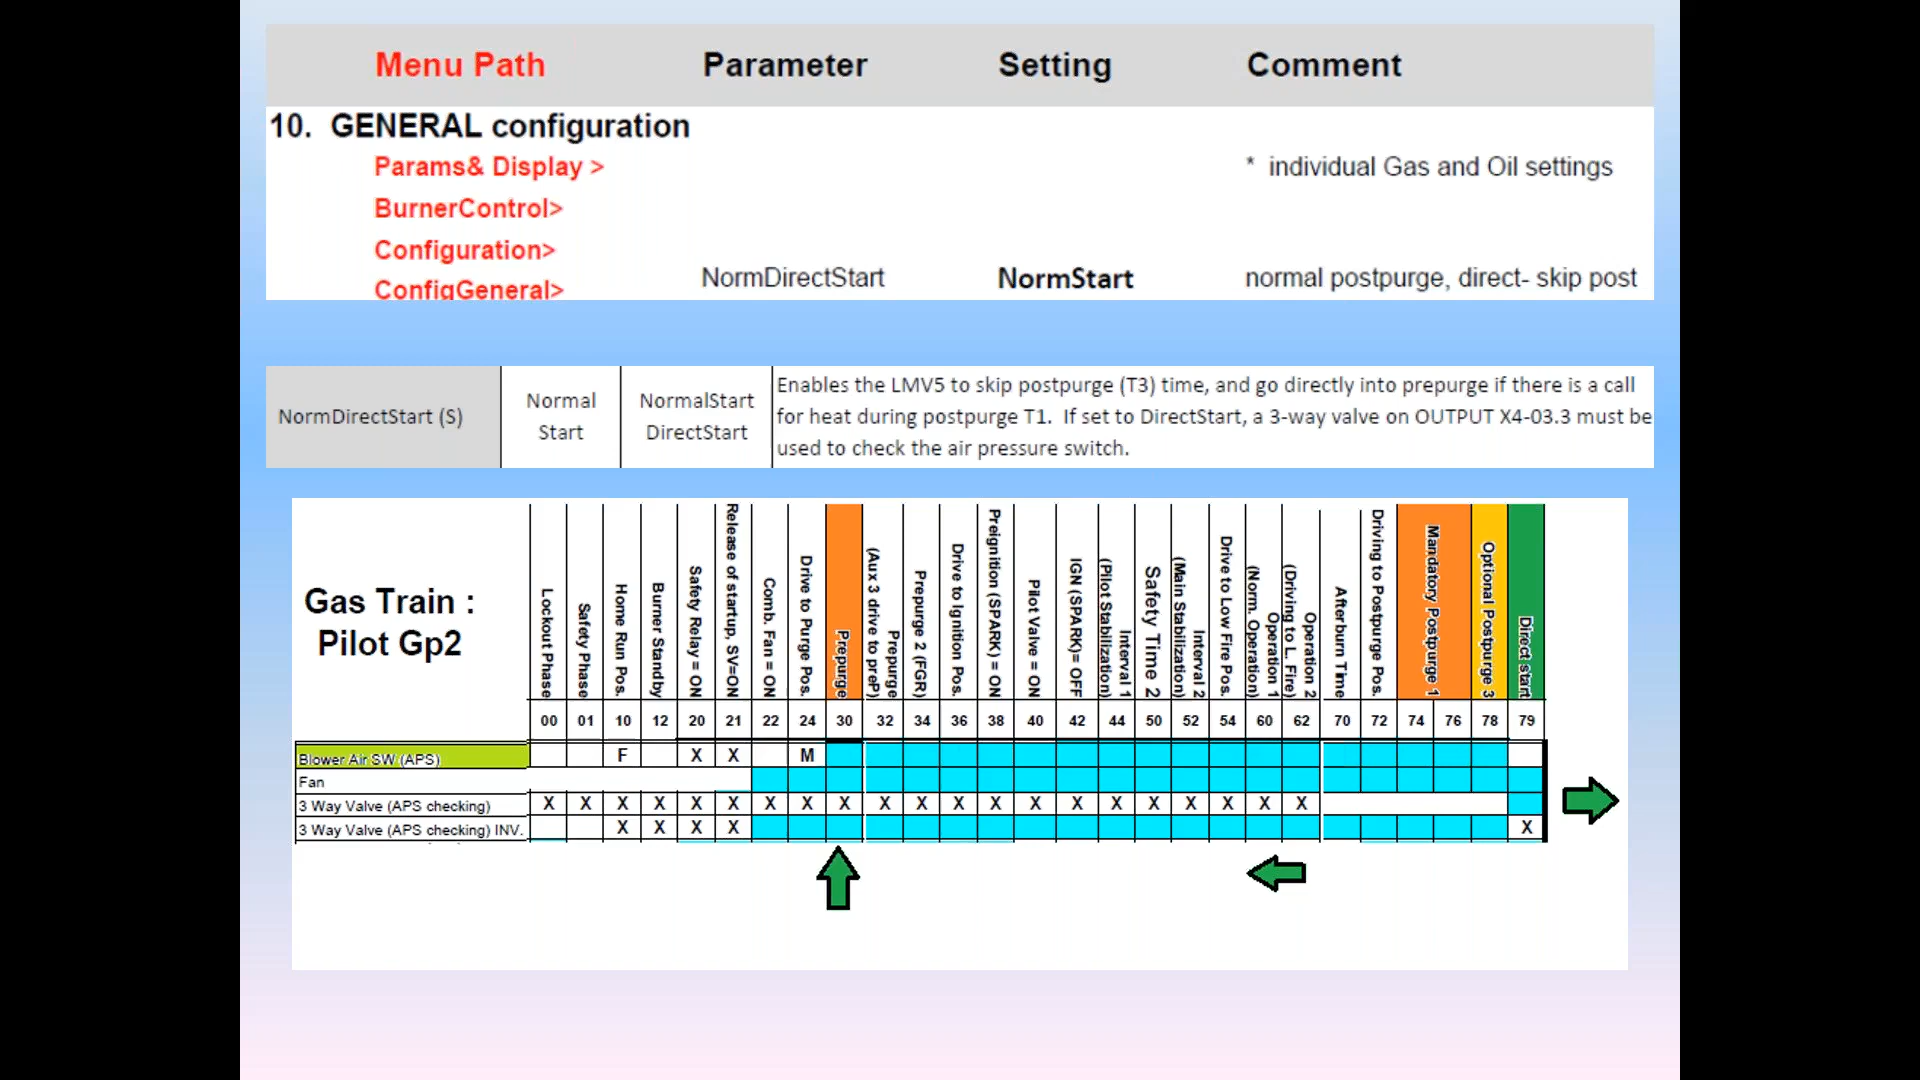 Menu Path Parameter Setting Comment
10. GENERAL configuration
Params& Display > * individual Gas and Oil settings
BurnerControl>
Configuration>
ConfigGeneral> NormDirectStart NormStart normal postpurge, direct- skip post
NormDirectStart (S)
Normal
Start
NormalStart
DirectStart
Enables the LMV5 to skip postpurge (T3) time, and go directly into prepurge if there is a call
for heat during postpurge T1. If set to DirectStart, a 3-way valve on OUTPUT X4-03.3 must be
used to check the air pressure switch.
Gas Train :
Pilot Gp2
Lockout Phase
Safety Phase
Home Run Pos.
Burner Standby
Safety Relay = ON
Release of startup, SV=ON
Comb. Fan = ON
Drive to Purge Pos.
Prepurge
Prepurge
(Aux 3 drive to preP)
Prepurge 2 (FGR)
Drive to Ignition Pos.
Preignition (SPARK) = ON
Pilot Valve = ON
IGN (SPARK)= OFF
Interval 1
(Pilot Stabilization)
Safety Time 2
Interval 2
(Main Stabilization)
Drive to Low Fire Pos.
Operation 1
(Norm. Operation)
Operation 2
(Driving to L. Fire)
Afterburn Time
Driving to Postpurge Pos.
Mandatory Postpurge 1
Optional Postpurge 3
Direct start
00 01 10 12 20 21 22 24 30 32 34 36 38 40 42 44 50 52 54 60 62 70 72 74 76 78 79
Blower Air SW (APS) F X X M
Fan
3 Way Valve (APS checking) X X X X X X X X X X X X X X X X X X X X X
3 Way Valve (APS checking) INV. X X X X X